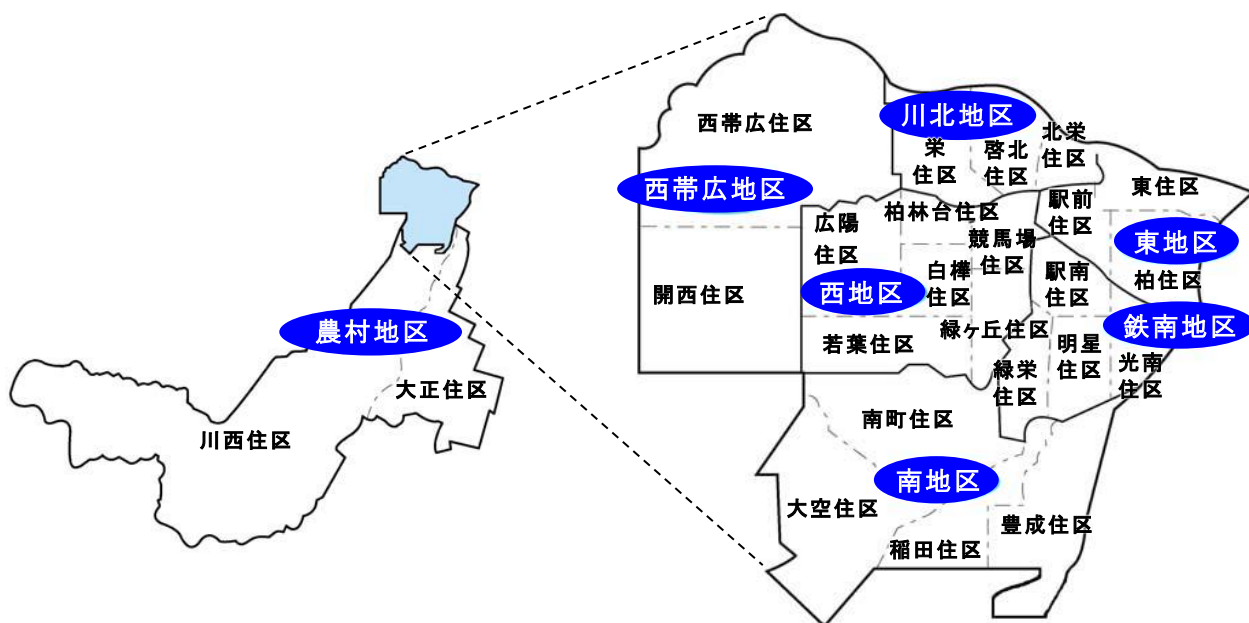 農村地区
大正住区
川西住区
西帯広住区
川北地区
栄
住区
啓北
住区
北栄
住区
西帯広地区
東住区
駅前
住区
柏林台住区
広陽
住区
競馬場
住区
東地区
白樺
住区
駅南
住区
柏住区
西地区
開西住区
鉄南地区
若葉住区
緑ヶ丘住区
明星
住区
光南
住区
緑栄
住区
南町住区
南地区
大空住区
稲田住区
豊成住区